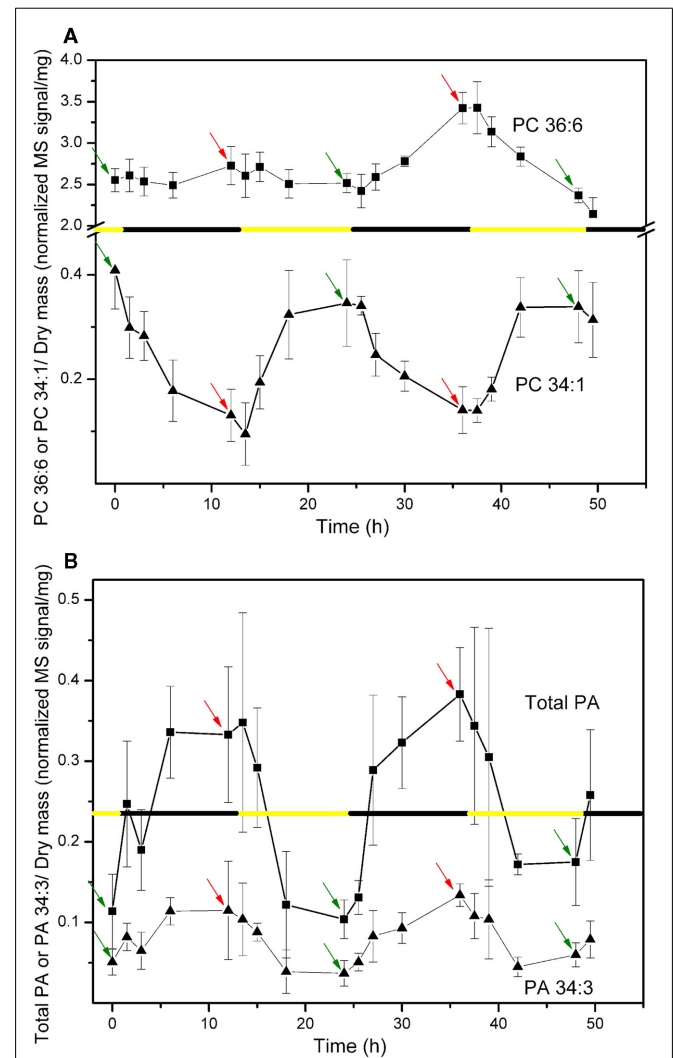 A
PC 36:6 or PC 34:1/ Dry mass (normalized MS signal/mg)
4.0
3.5
3.0
2.5
2.0
0.4
0.2
PC 36:6
PC 34:1
0 10 20 30 40 50
Time (h)
B
Total PA or PA 34:3/ Dry mass (normalized MS signal/mg)
0.5
0.4
0.3
0.2
0.1
Total PA
PA 34:3
0 10 20 30 40 50
Time (h)